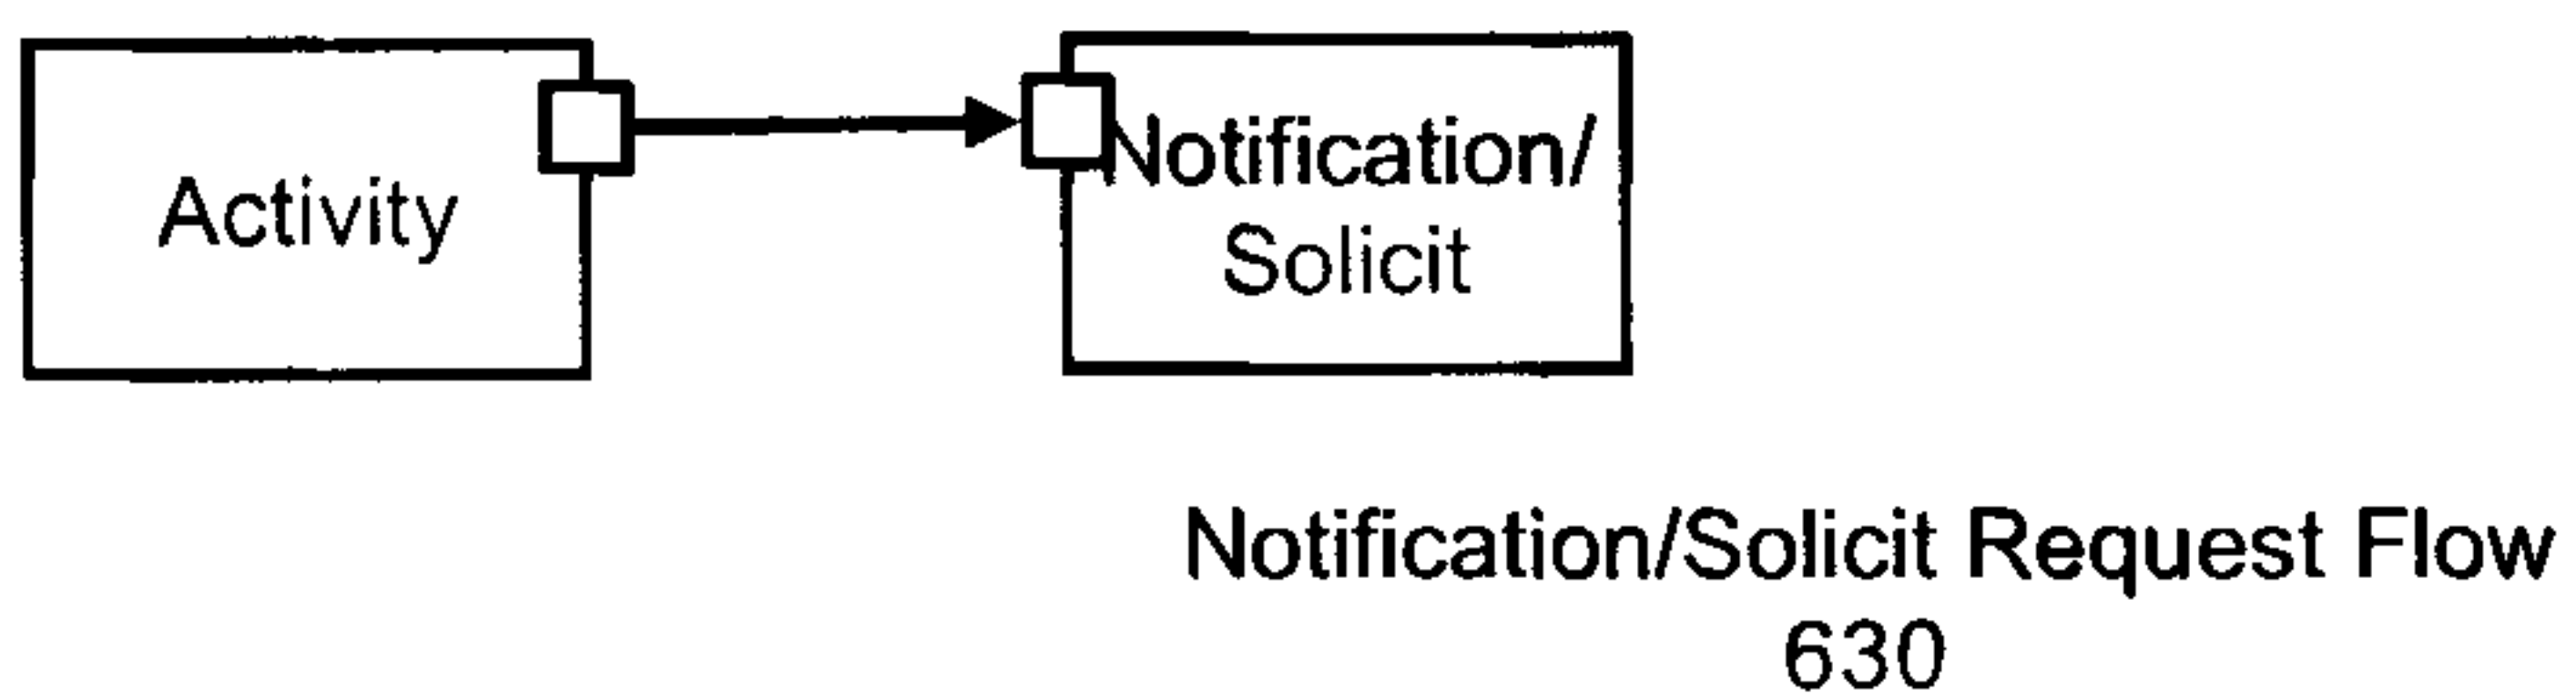 Activity
Notification/
Solicit
Notification/Solicit Request Flow
630